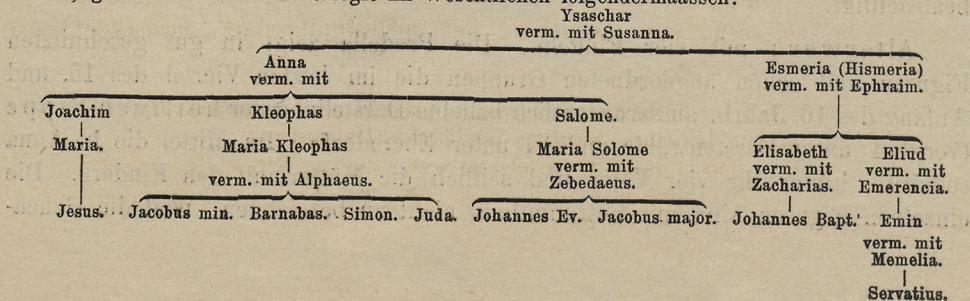 Ysaschar
verm. mit Susanna.
Anna
verm. mit
Esmeria (Hismeria)
verm. mit Ephraim.
Joachim
Kleophas
Salome.
Maria.
Maria Kleophas
verm. mit Alphaeus.
Maria Solome
verm. mit
Zebedaeus.
Elisabeth
verm. mit
Zacharias.
Eliud
verm. mit
Emerencia.
Jesus. Jacobus min. Barnabas. Simon. Juda. Johannes Ev. Jacobus major. Johannes Bapt. Emin
verm. mit
Memelia.
Servatius.